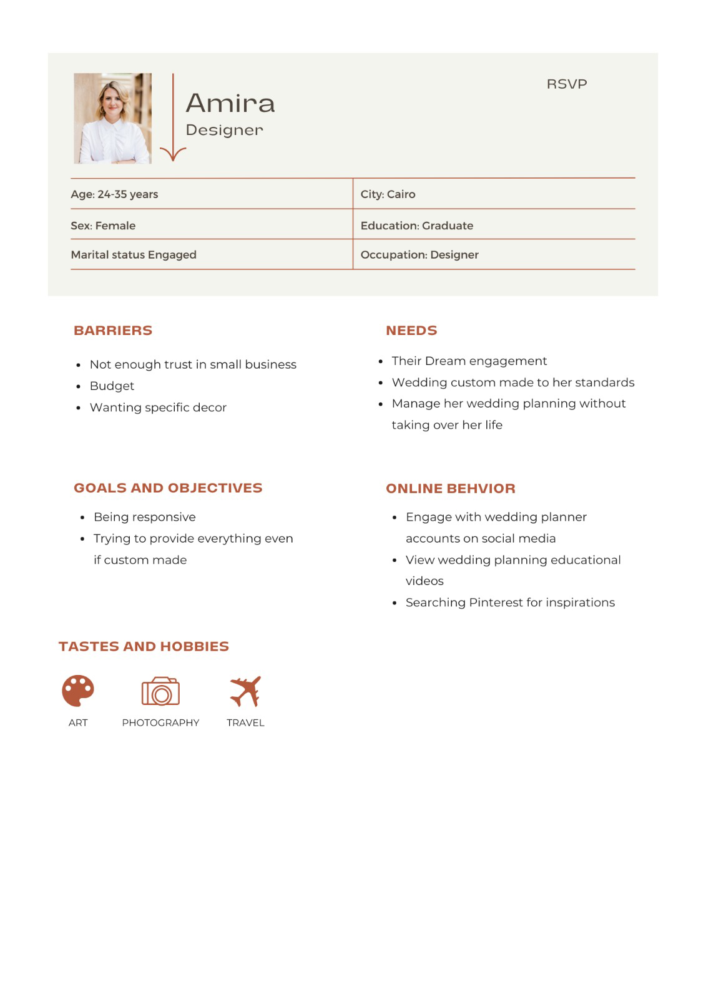 RSVP
Amira
Designer
Age: 24-35 years
City: Cairo
Sex: Female
Education: Graduate
Marital status Engaged
Occupation: Designer
BARRIERS
• Not enough trust in small business
• Budget
• Wanting specific decor
NEEDS
• Their Dream engagement
• Wedding custom made to her standards
• Manage her wedding planning without
taking over her life
GOALS AND OBJECTIVES
• Being responsive
• Trying to provide everything even
if custom made
ONLINE BEHVIOR
• Engage with wedding planner
accounts on social media
• View wedding planning educational
videos
• Searching Pinterest for inspirations
TASTES AND HOBBIES
ART
PHOTOGRAPHY
TRAVEL